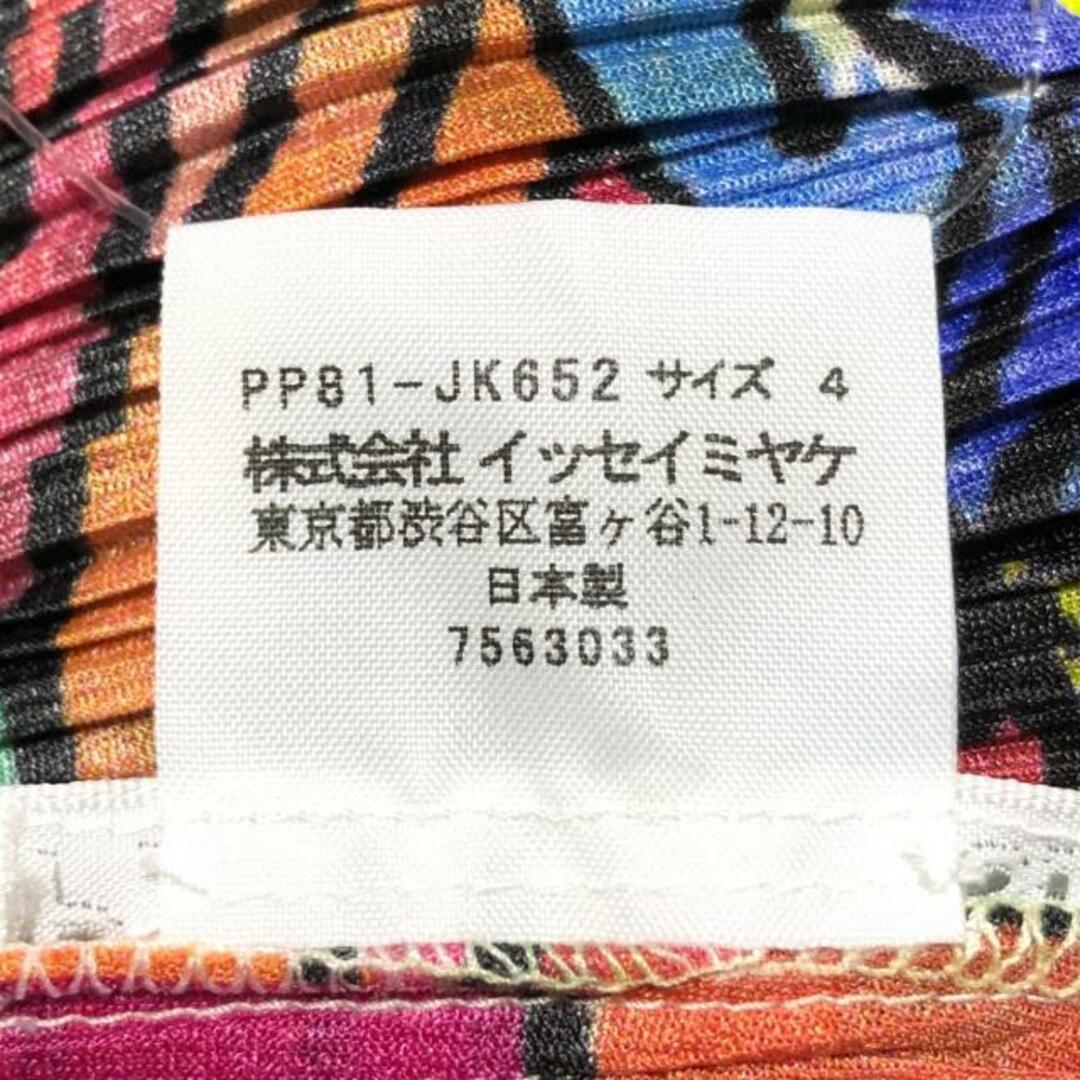 PP81-JK652 サイズ 4
株式会社 イッセイミヤケ
東京都渋谷区富ヶ谷1-12-10
日本製
7563033